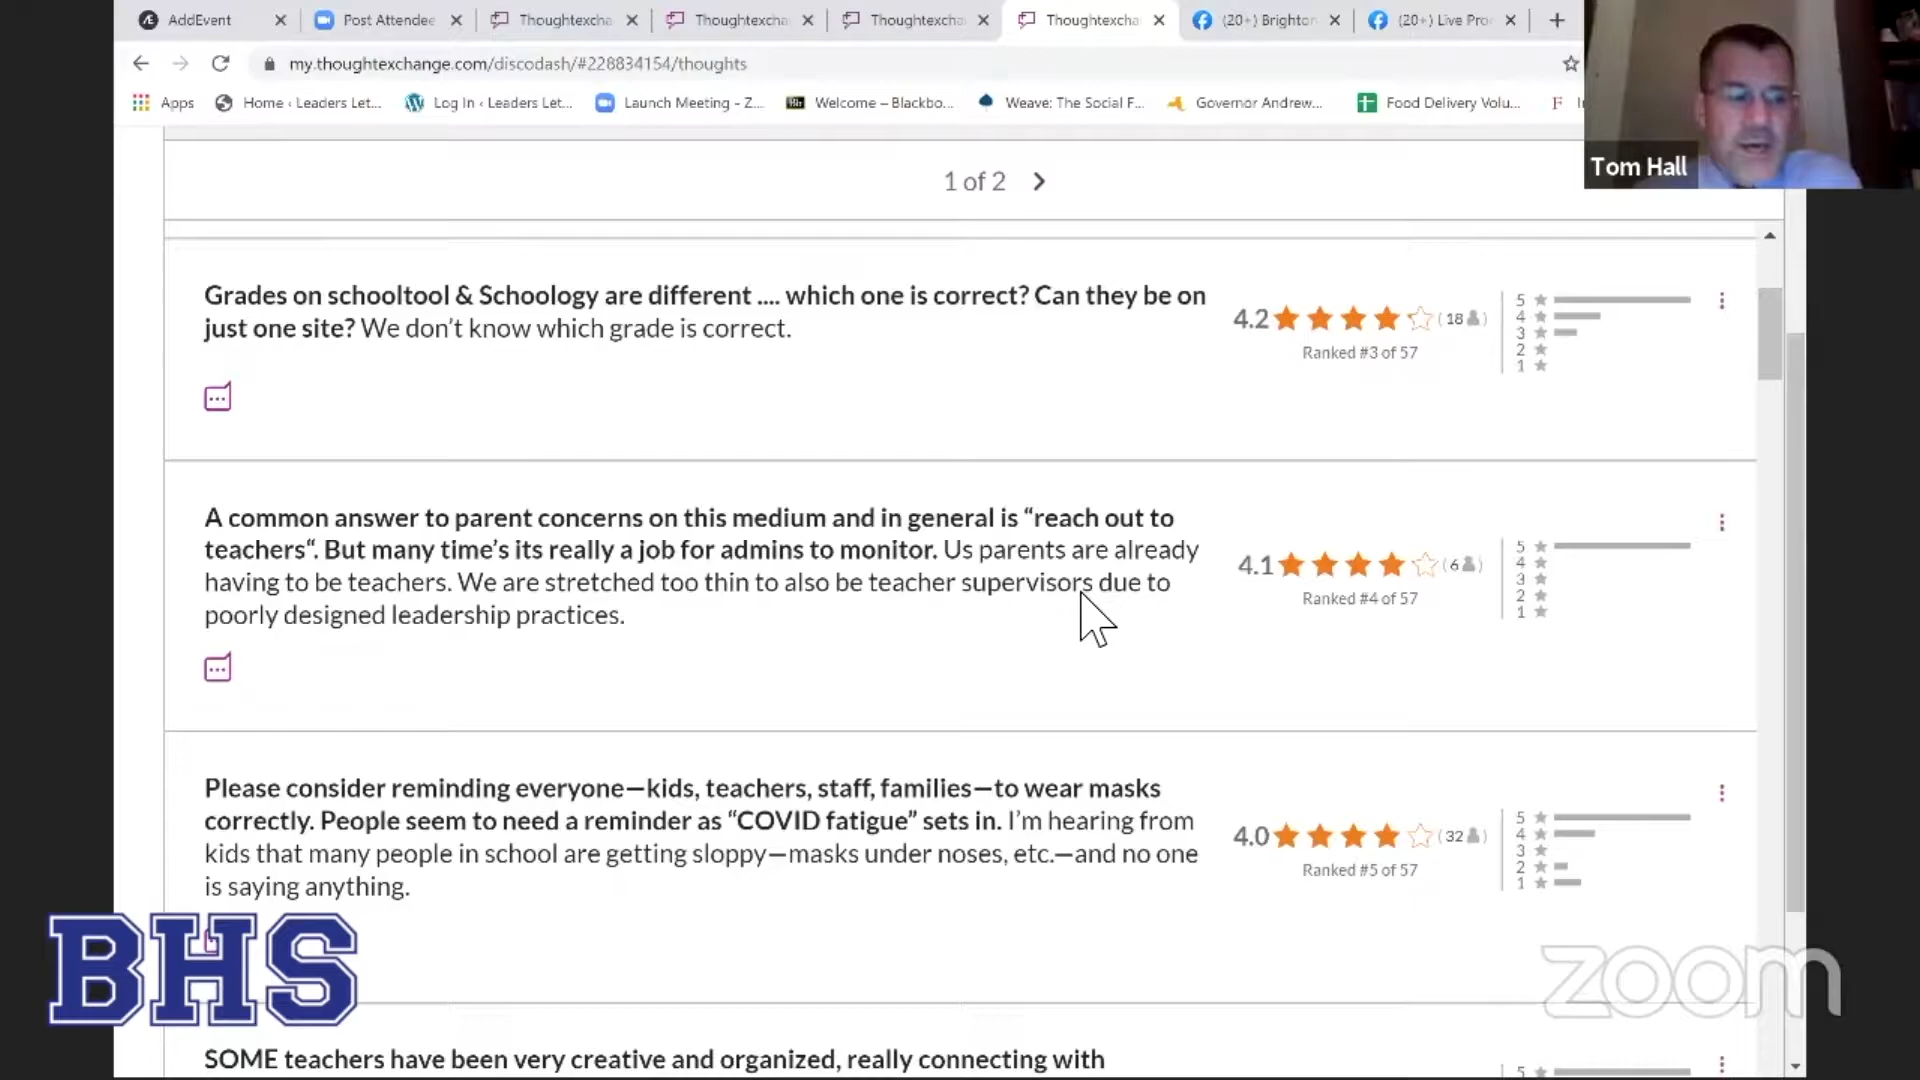 AddEvent
Post Attendee
Thoughtexcha
Thoughtexcha
Thoughtexcha
Thoughtexcha
(20+) Brighton
(20+) Live Pro
my.thoughtexchange.com/discodash/#228834154/thoughts
Apps
Home ‹ Leaders Let...
Log In ‹ Leaders Let...
Launch Meeting - Z...
Welcome – Blackbo...
Weave: The Social F...
Governor Andrew...
Food Delivery Volu...
Tom Hall
1 of 2
Grades on schooltool & Schoology are different .... which one is correct? Can they be on
just one site? We don't know which grade is correct.
4.2 (18)
Ranked #3 of 57
5
4
3
2
1
A common answer to parent concerns on this medium and in general is “reach out to
teachers“. But many time’s its really a job for admins to monitor. Us parents are already
having to be teachers. We are stretched too thin to also be teacher supervisors due to
poorly designed leadership practices.
4.1 (6)
Ranked #4 of 57
5
4
3
2
1
Please consider reminding everyone—kids, teachers, staff, families—to wear masks
correctly. People seem to need a reminder as “COVID fatigue” sets in. I’m hearing from
kids that many people in school are getting sloppy—masks under noses, etc.—and no one
is saying anything.
4.0 (32)
Ranked #5 of 57
5
4
3
2
1
BHS
zoom
SOME teachers have been very creative and organized, really connecting with
5